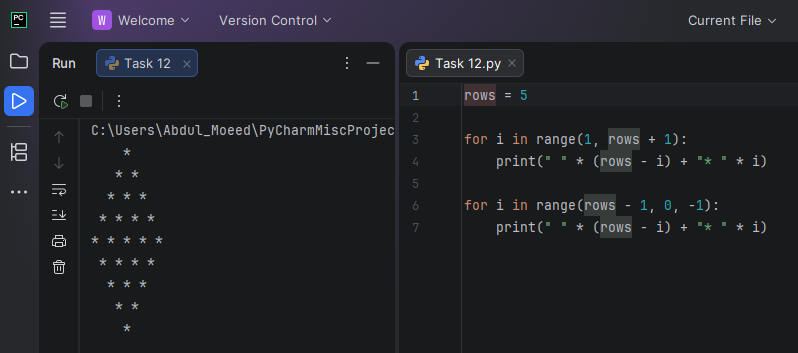 PC
W Welcome Version Control Current File
Run Task 12
Task 12.py
C:\Users\Abdul_Moeed\PyCharmMiscProjec
    *
   * *
  * * *
 * * * *
* * * * *
 * * * *
  * * *
   * *
    *
1 rows = 5
2
3 for i in range(1, rows + 1):
4     print(" " * (rows - i) + "* " * i)
5
6 for i in range(rows - 1, 0, -1):
7     print(" " * (rows - i) + "* " * i)